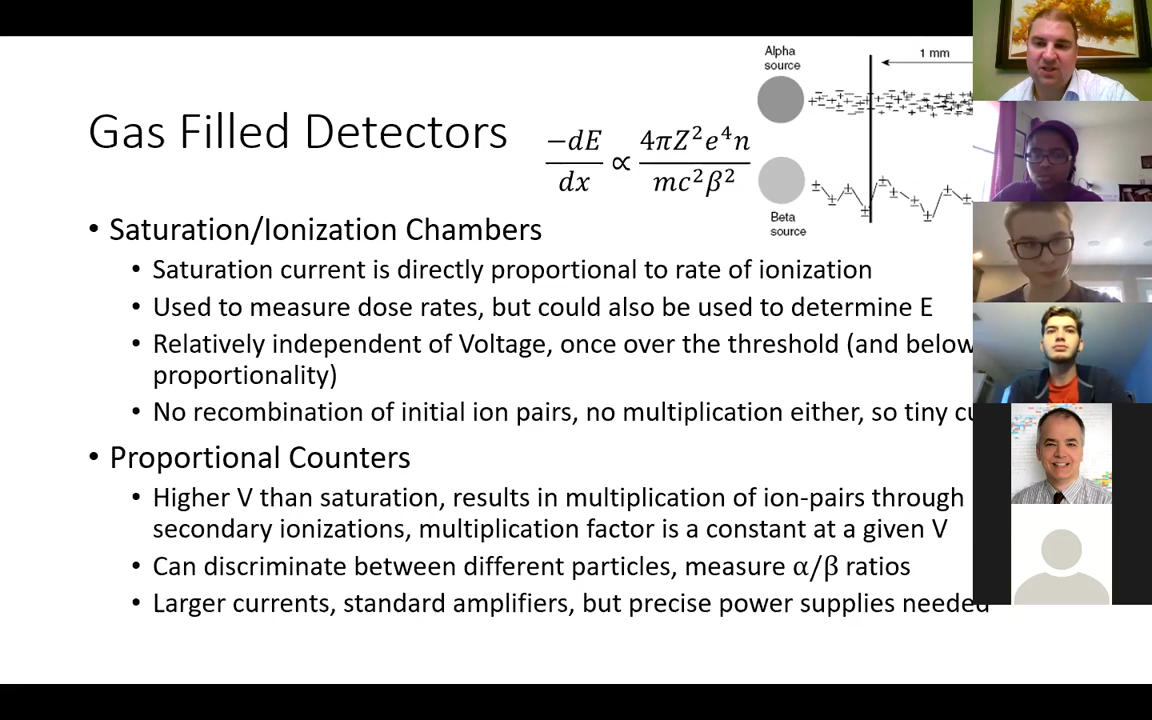 Alpha
source
1 mm
Gas Filled Detectors
−dE/dx ∝ 4πZ²e⁴n/mc²β²
Beta
source
• Saturation/Ionization Chambers
• Saturation current is directly proportional to rate of ionization
• Used to measure dose rates, but could also be used to determine E
• Relatively independent of Voltage, once over the threshold (and below
proportionality)
• No recombination of initial ion pairs, no multiplication either, so tiny
• Proportional Counters
• Higher V than saturation, results in multiplication of ion-pairs through
secondary ionizations, multiplication factor is a constant at a given V
• Can discriminate between different particles, measure α/β ratios
• Larger currents, standard amplifiers, but precise power supplies needed